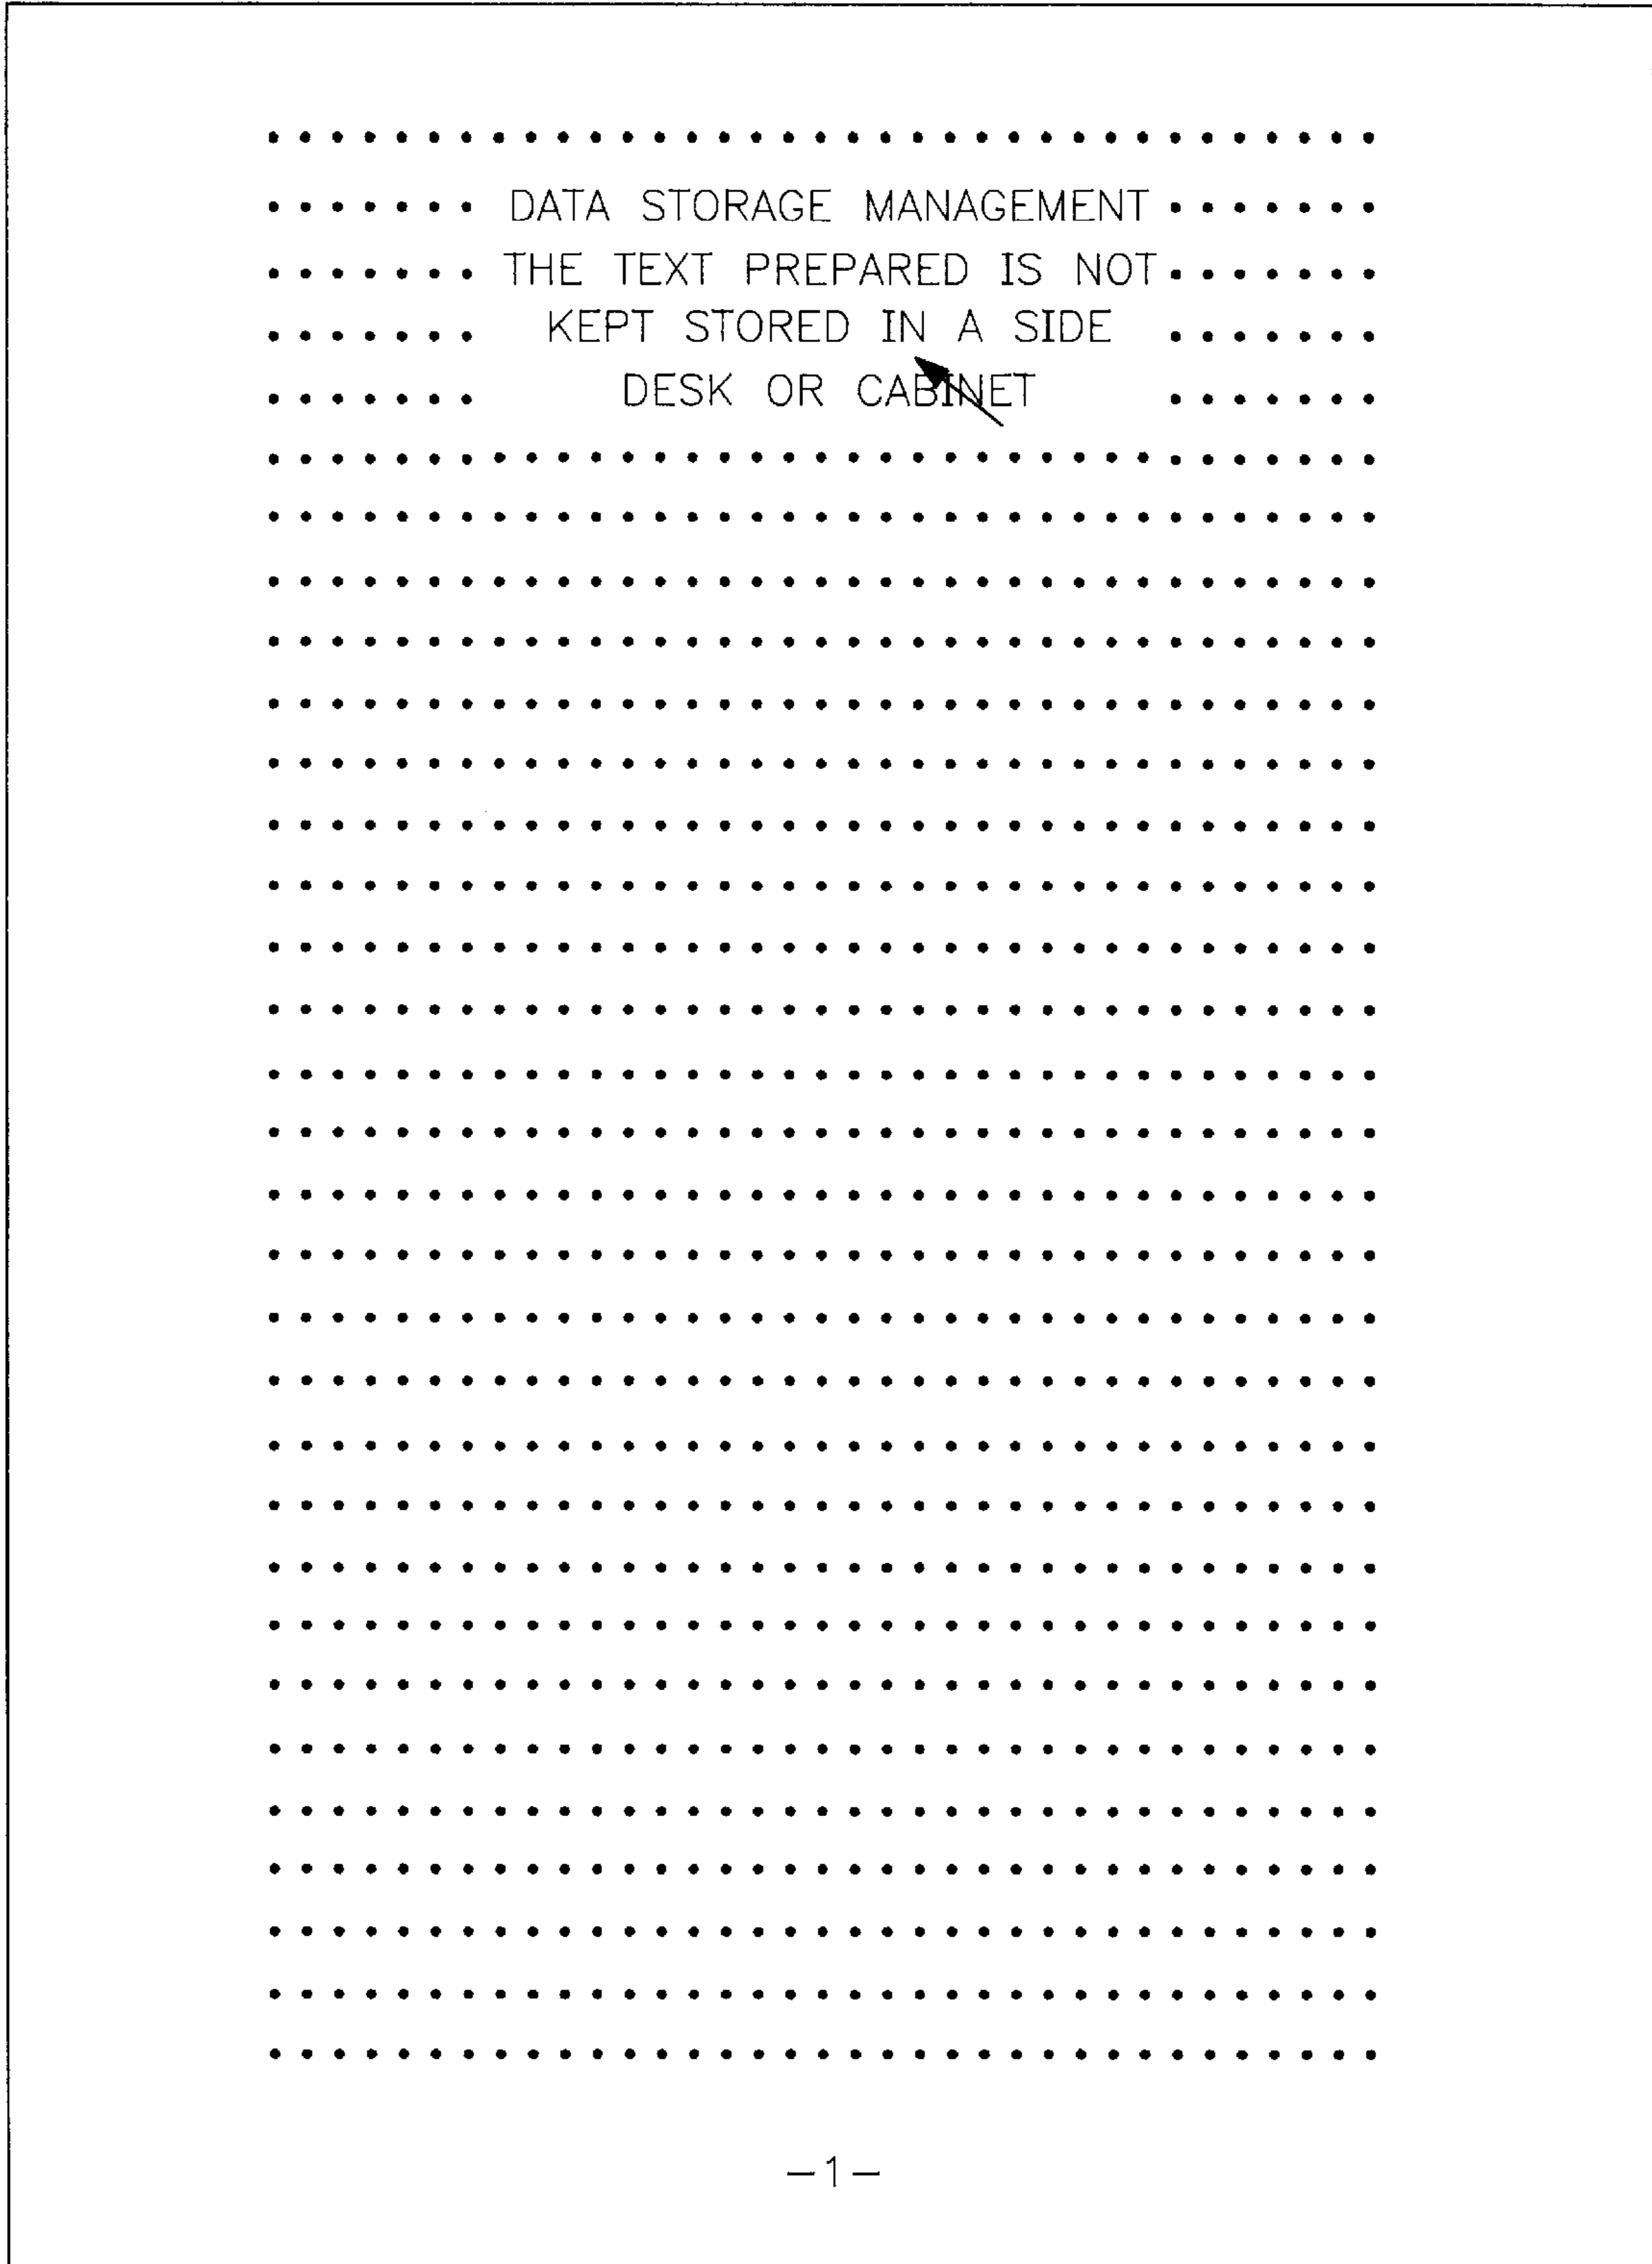 DATA STORAGE MANAGEMENT
THE TEXT PREPARED IS NOT
KEPT STORED IN A SIDE
DESK OR CABINET
—1—